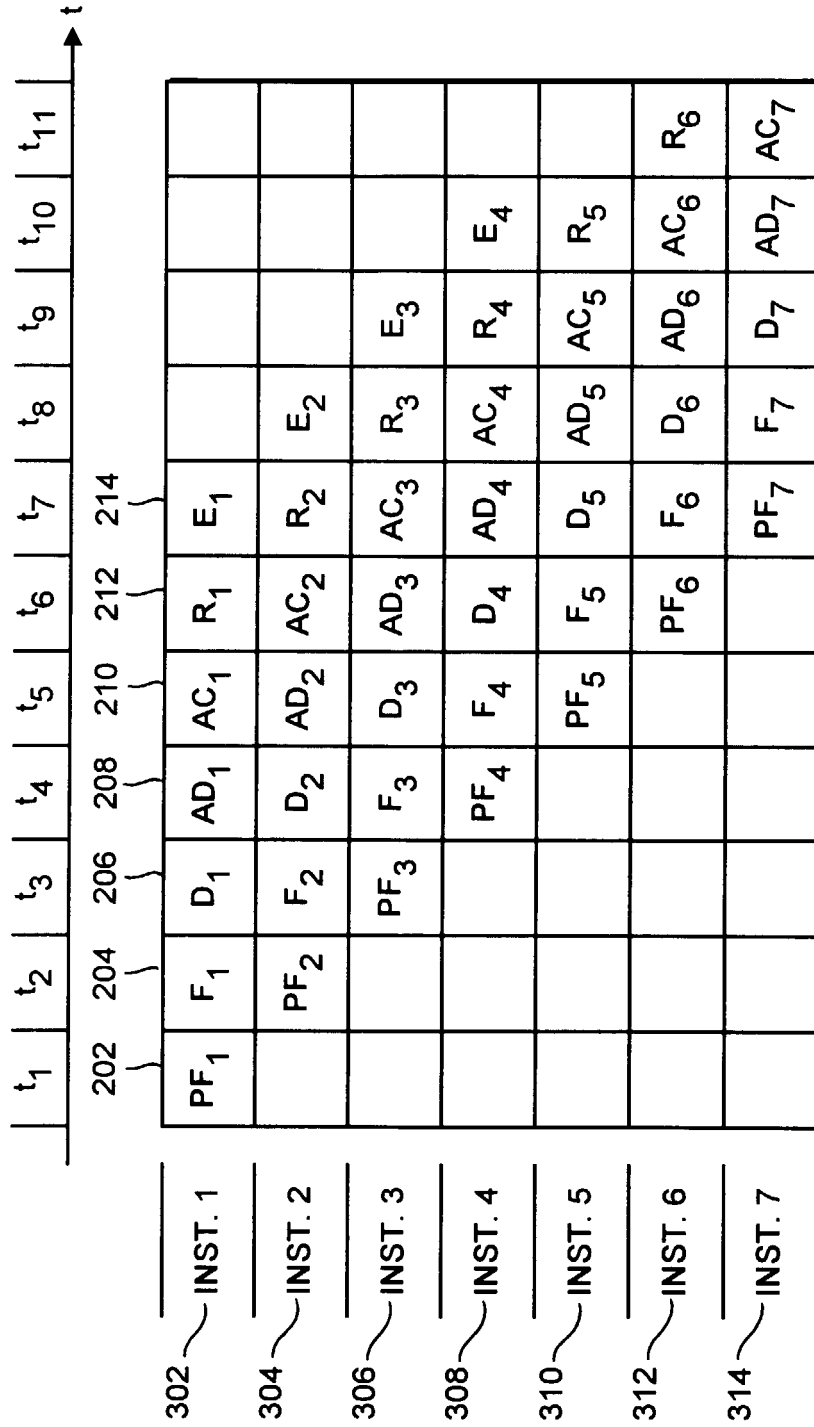 t₁ t₂ t₃ t₄ t₅ t₆ t₇ t₈ t₉ t₁₀ t₁₁
t
202 204 206 208 210 212 214
302 INST. 1 PF₁ F₁ D₁ AD₁ AC₁ R₁ E₁
304 INST. 2 PF₂ F₂ D₂ AD₂ AC₂ R₂ E₂
306 INST. 3 PF₃ F₃ D₃ AD₃ AC₃ R₃ E₃
308 INST. 4 PF₄ F₄ D₄ AD₄ AC₄ R₄ E₄
310 INST. 5 PF₅ F₅ D₅ AD₅ AC₅ R₅
312 INST. 6 PF₆ F₆ D₆ AD₆ AC₆ R₆
314 INST. 7 PF₇ F₇ D₇ AD₇ AC₇